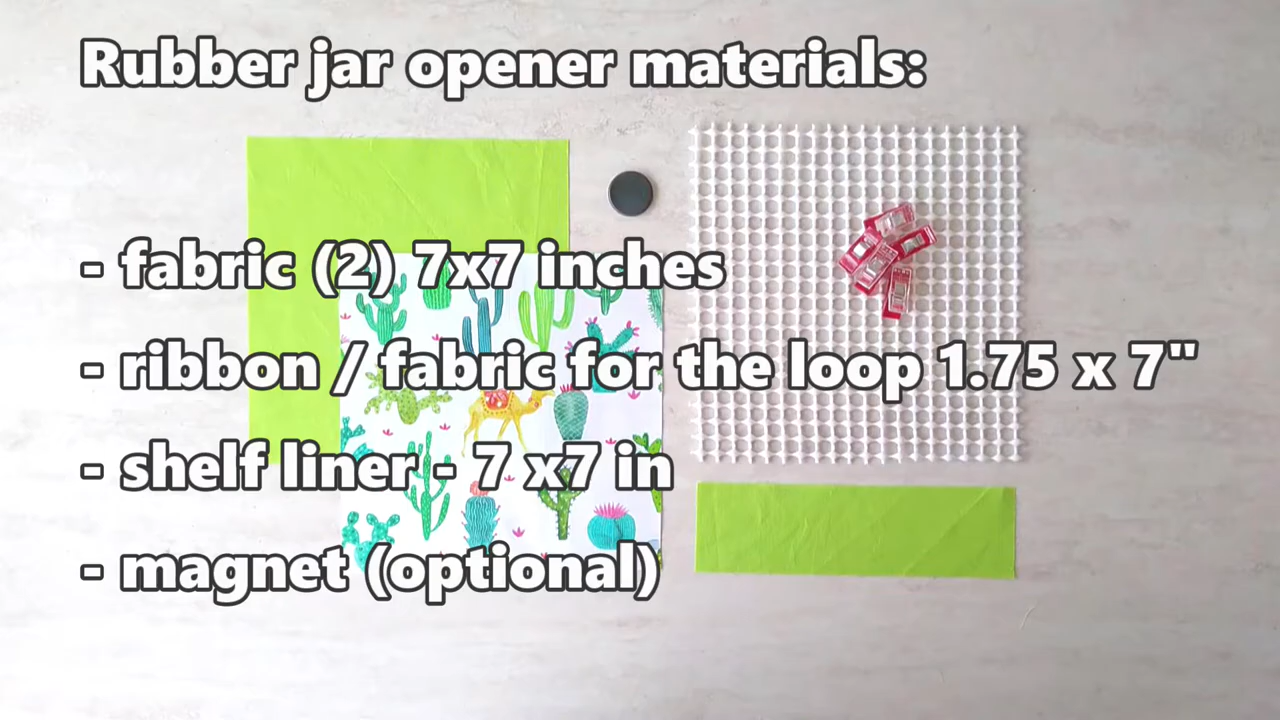 Rubber jar opener materials:
- fabric (2) 7x7 inches
- ribbon / fabric for the loop 1.75 x 7"
- shelf liner - 7 x7 in
- magnet (optional)